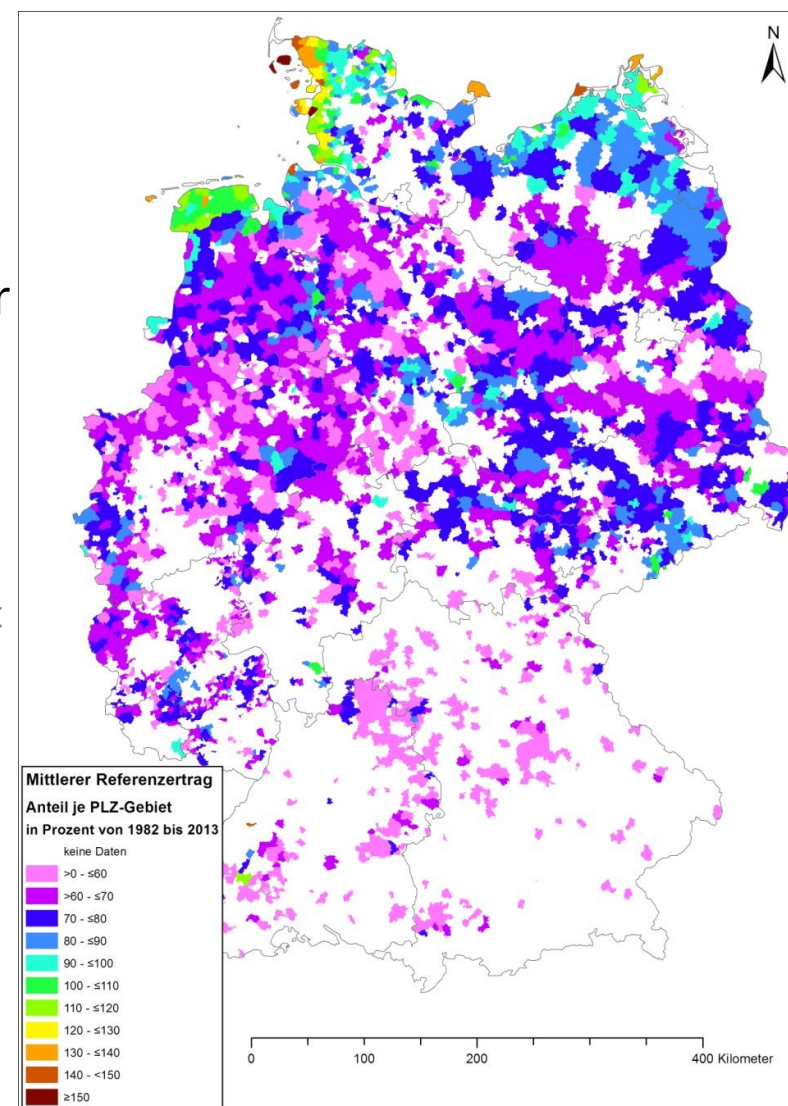 N
r
t
Mittlerer Referenzertrag
Anteil je PLZ-Gebiet
in Prozent von 1982 bis 2013
keine Daten
>0 - ≤60
>60 - ≤70
70 - ≤80
80 - ≤90
90 - ≤100
100 - ≤110
110 - ≤120
120 - ≤130
130 - ≤140
140 - <150
≥150
0 100 200 400 Kilometer